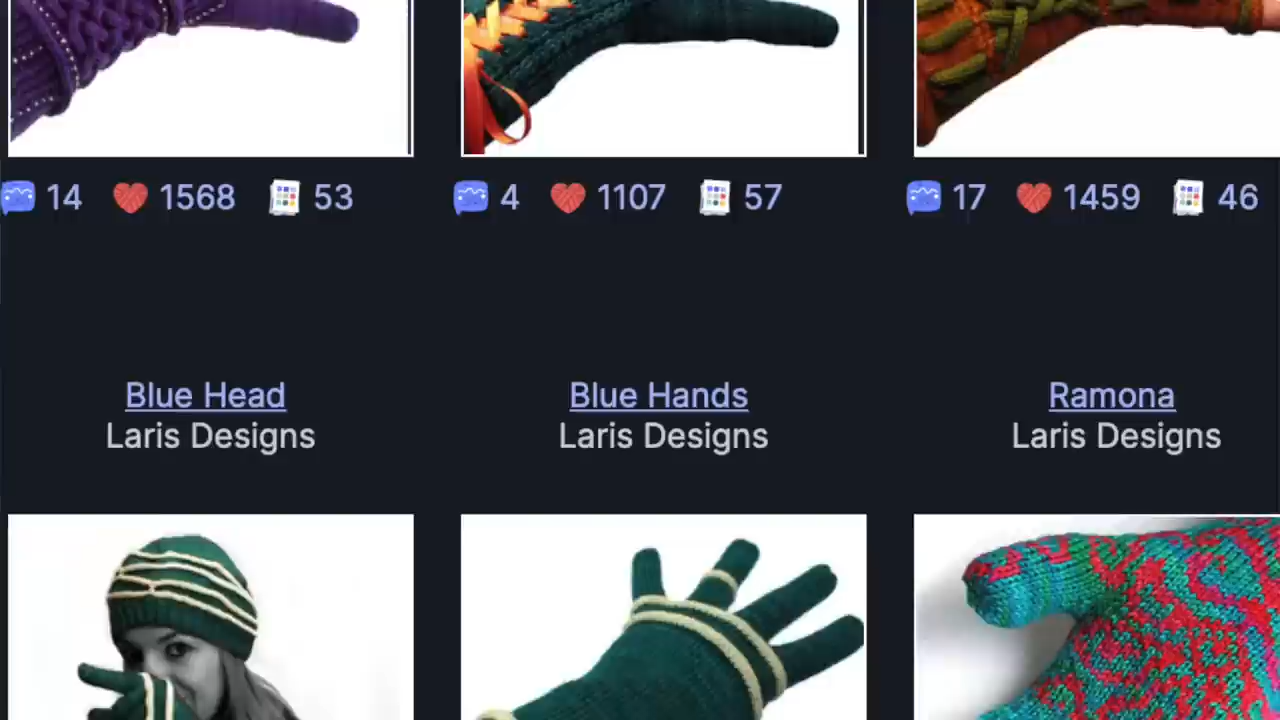 14 1568 53
4 1107 57
17 1459 46
Blue Head
Laris Designs
Blue Hands
Laris Designs
Ramona
Laris Designs